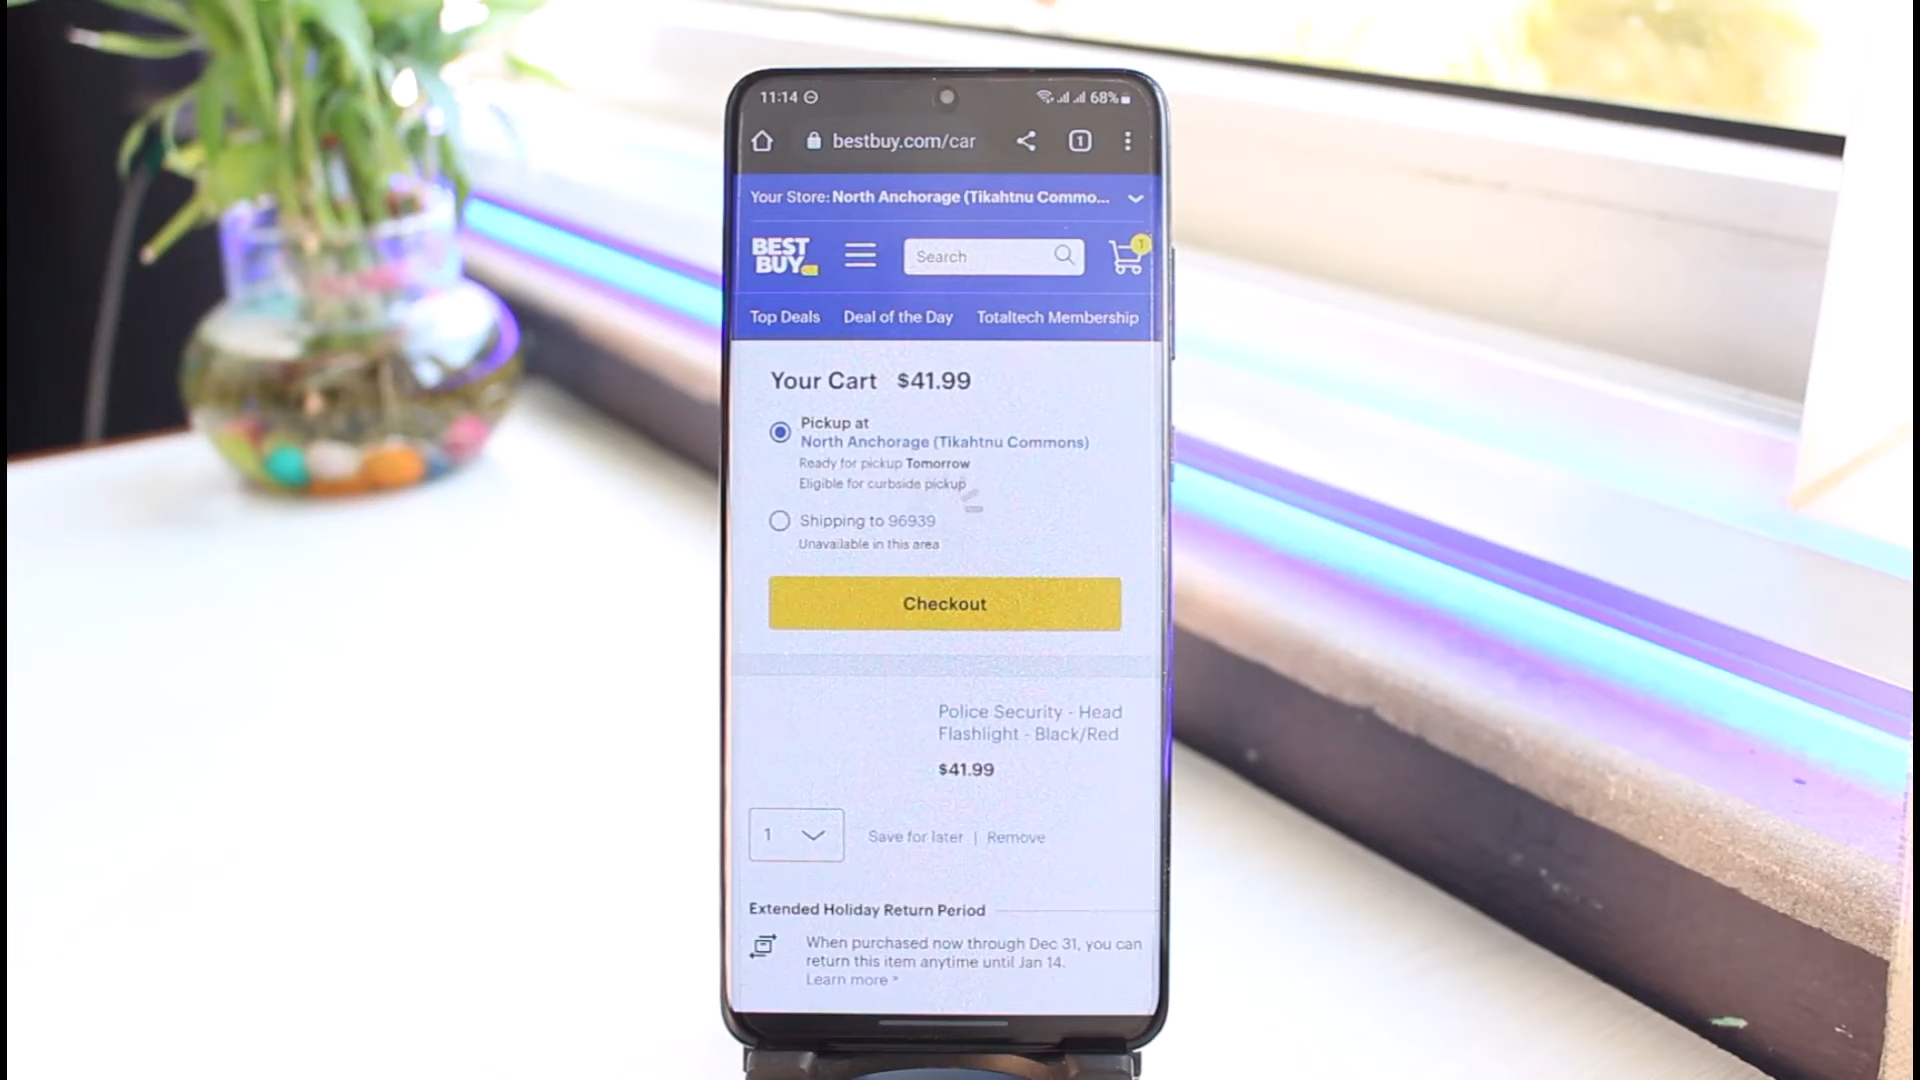 11:14
68%
bestbuy.com/car
1
Your Store: North Anchorage (Tikahtnu Commo...
BEST
BUY
Search
1
Top Deals Deal of the Day Totaltech Membership
Your Cart $41.99
Pickup at
North Anchorage (Tikahtnu Commons)
Ready for pickup Tomorrow
Eligible for curbside pickup
Shipping to 96939
Unavailable in this area
Checkout
Police Security - Head
Flashlight - Black/Red
$41.99
1
Save for later | Remove
Extended Holiday Return Period
When purchased now through Dec 31, you can
return this item anytime until Jan 14.
Learn more >